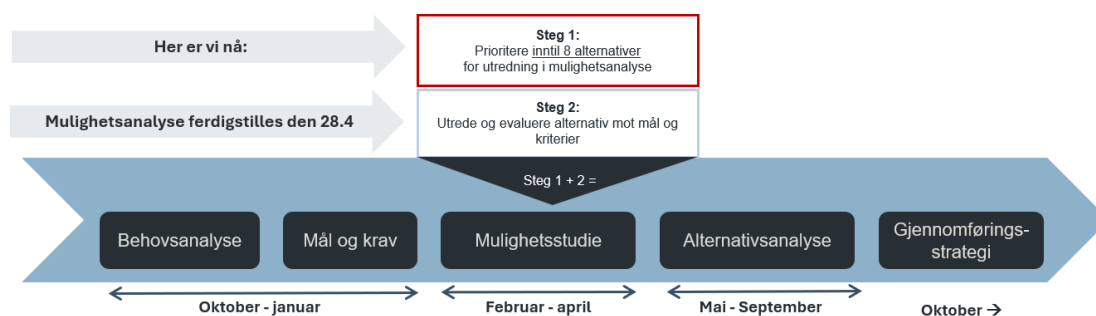 Her er vi nå:
Steg 1:
Prioritere inntil 8 alternativer
for utredning i mulighetsanalyse
Mulighetsanalyse ferdigstilles den 28.4
Steg 2:
Utrede og evaluere alternativ mot mål og
kriterier
Steg 1 + 2 =
Behovsanalyse
Mål og krav
Mulighetsstudie
Alternativsanalyse
Gjennomførings-
strategi
Oktober - januar
Februar - april
Mai - September
Oktober →